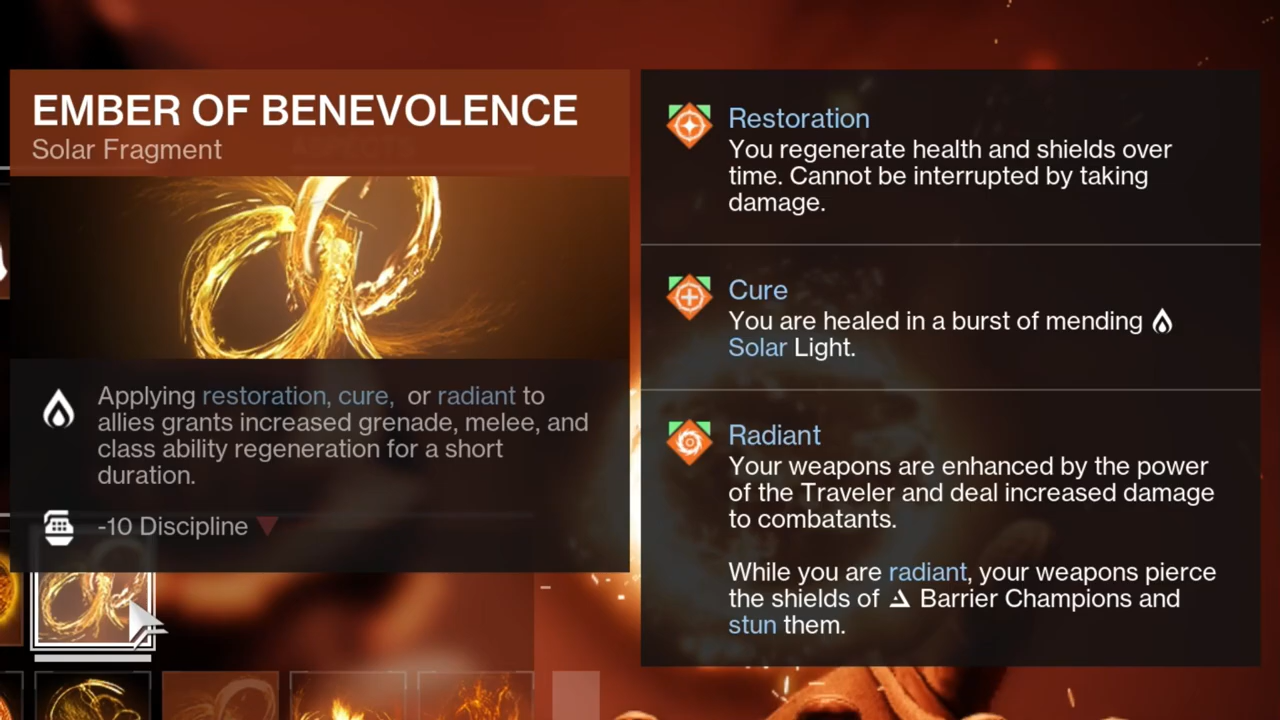 EMBER OF BENEVOLENCE
Solar Fragment
Applying restoration, cure, or radiant to
allies grants increased grenade, melee, and
class ability regeneration for a short
duration.
-10 Discipline
Restoration
You regenerate health and shields over
time. Cannot be interrupted by taking
damage.
Cure
You are healed in a burst of mending
Solar Light.
Radiant
Your weapons are enhanced by the power
of the Traveler and deal increased damage
to combatants.
While you are radiant, your weapons pierce
the shields of Barrier Champions and
stun them.